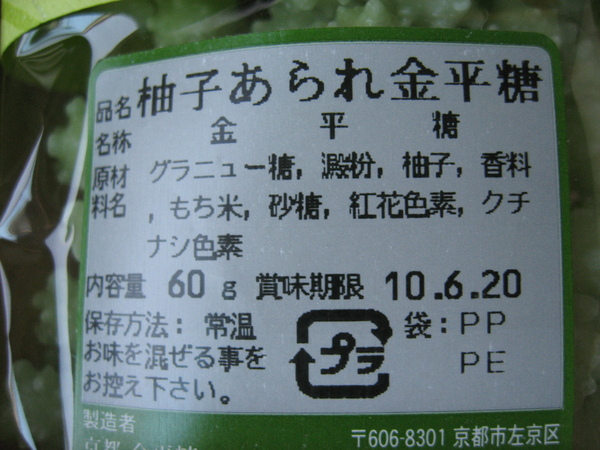 品名 柚子あられ金平糖
名称 金平糖
原材料名 グラニュー糖，澱粉，柚子，香料
，もち米，砂糖，紅花色素，クチ
ナシ色素
内容量 60g 賞味期限 10.6.20
保存方法：常温 プラ 袋：PP
お味を混ぜる事を PE
お控え下さい。
製造者
〒606-8301 京都市左京区
京都